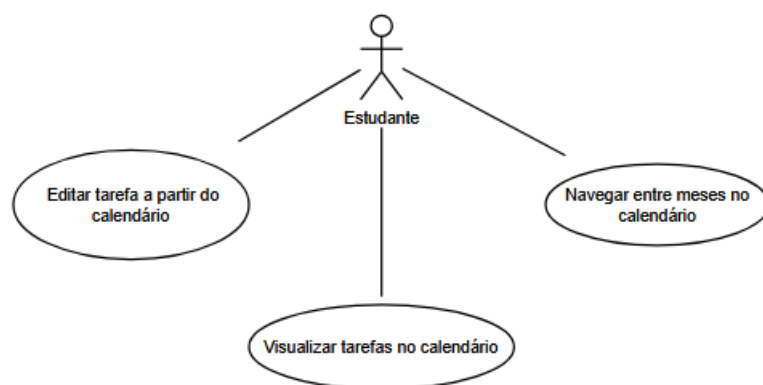 Estudante
Editar tarefa a partir do
calendário
Navegar entre meses no
calendário
Visualizar tarefas no calendário